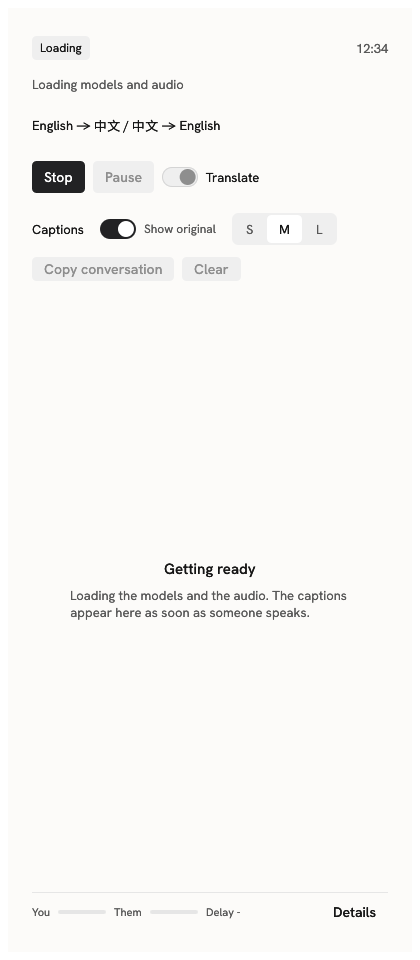 Loading 12:34
Loading models and audio
English → 中文 / 中文 → English
Stop Pause Translate
Captions Show original S M L
Copy conversation Clear
Getting ready
Loading the models and the audio. The captions
appear here as soon as someone speaks.
You Them Delay - Details